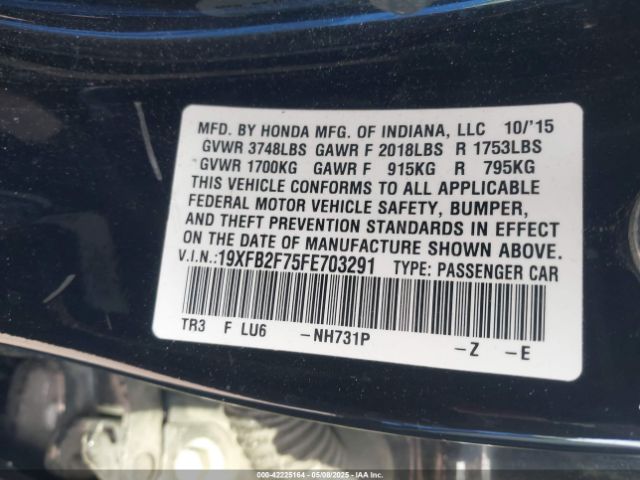 MFD. BY HONDA MFG. OF INDIANA, LLC 10/'15
GVWR 3748LBS GAWR F 2018LBS R 1753LBS
GVWR 1700KG GAWR F 915KG R 795KG
THIS VEHICLE CONFORMS TO ALL APPLICABLE
FEDERAL MOTOR VEHICLE SAFETY, BUMPER,
AND THEFT PREVENTION STANDARDS IN EFFECT
ON THE DATE OF MANUFACTURE SHOWN ABOVE.
V.I.N.:19XFB2F75FE703291 TYPE: PASSENGER CAR
TR3 F LU6 –NH731P –Z –E
000-42225164 - 05/08/2025 - IAAI/IMPACT, INC.